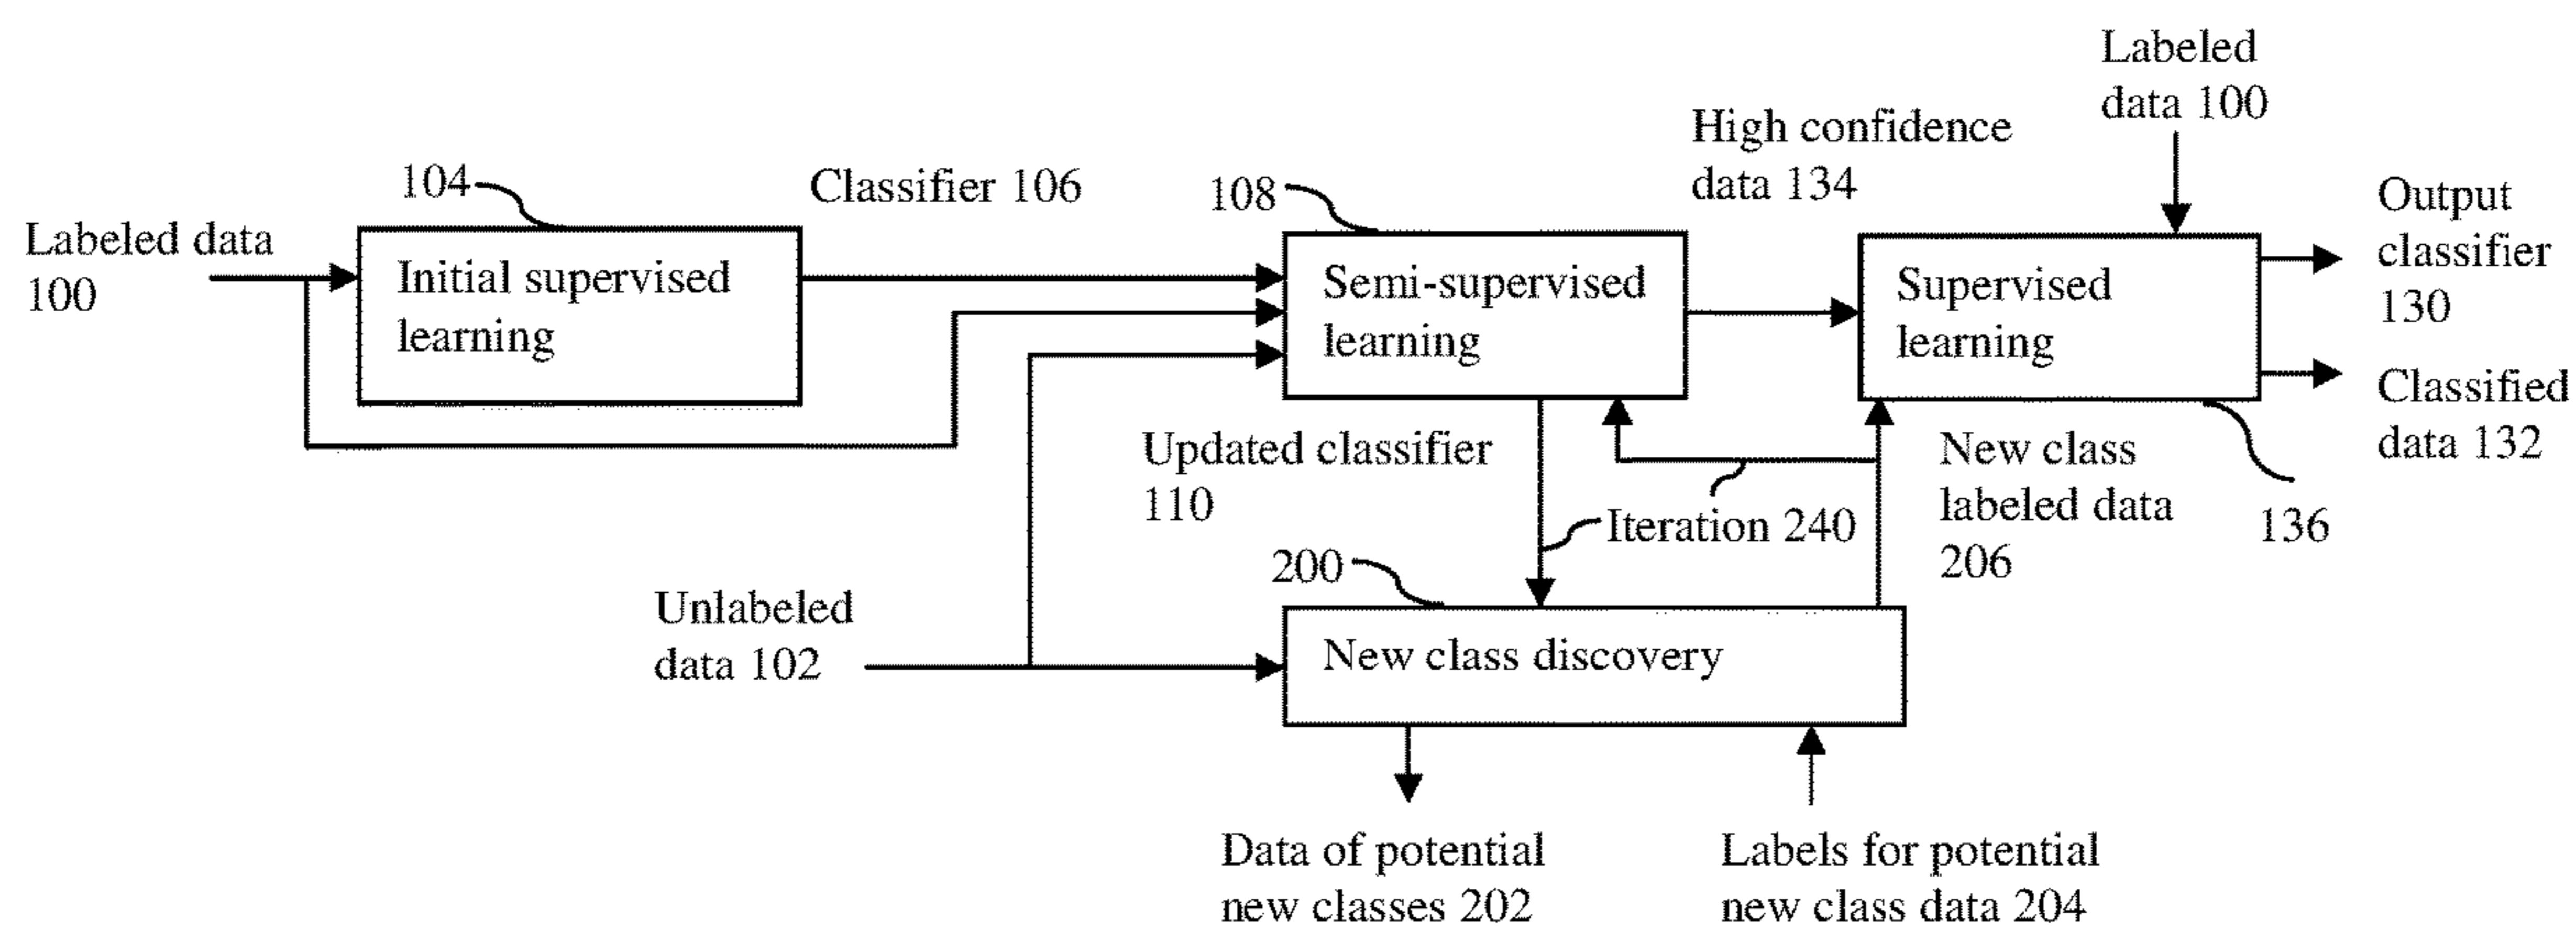 Labeled
data 100
High confidence
data 134
104
Classifier 106
108
Output
classifier
130
Labeled data
100
Initial supervised
learning
Semi-supervised
learning
Supervised
learning
Classified
data 132
Updated classifier
110
New class
labeled data
206
Iteration 240
136
200
Unlabeled
data 102
New class discovery
Data of potential
new classes 202
Labels for potential
new class data 204